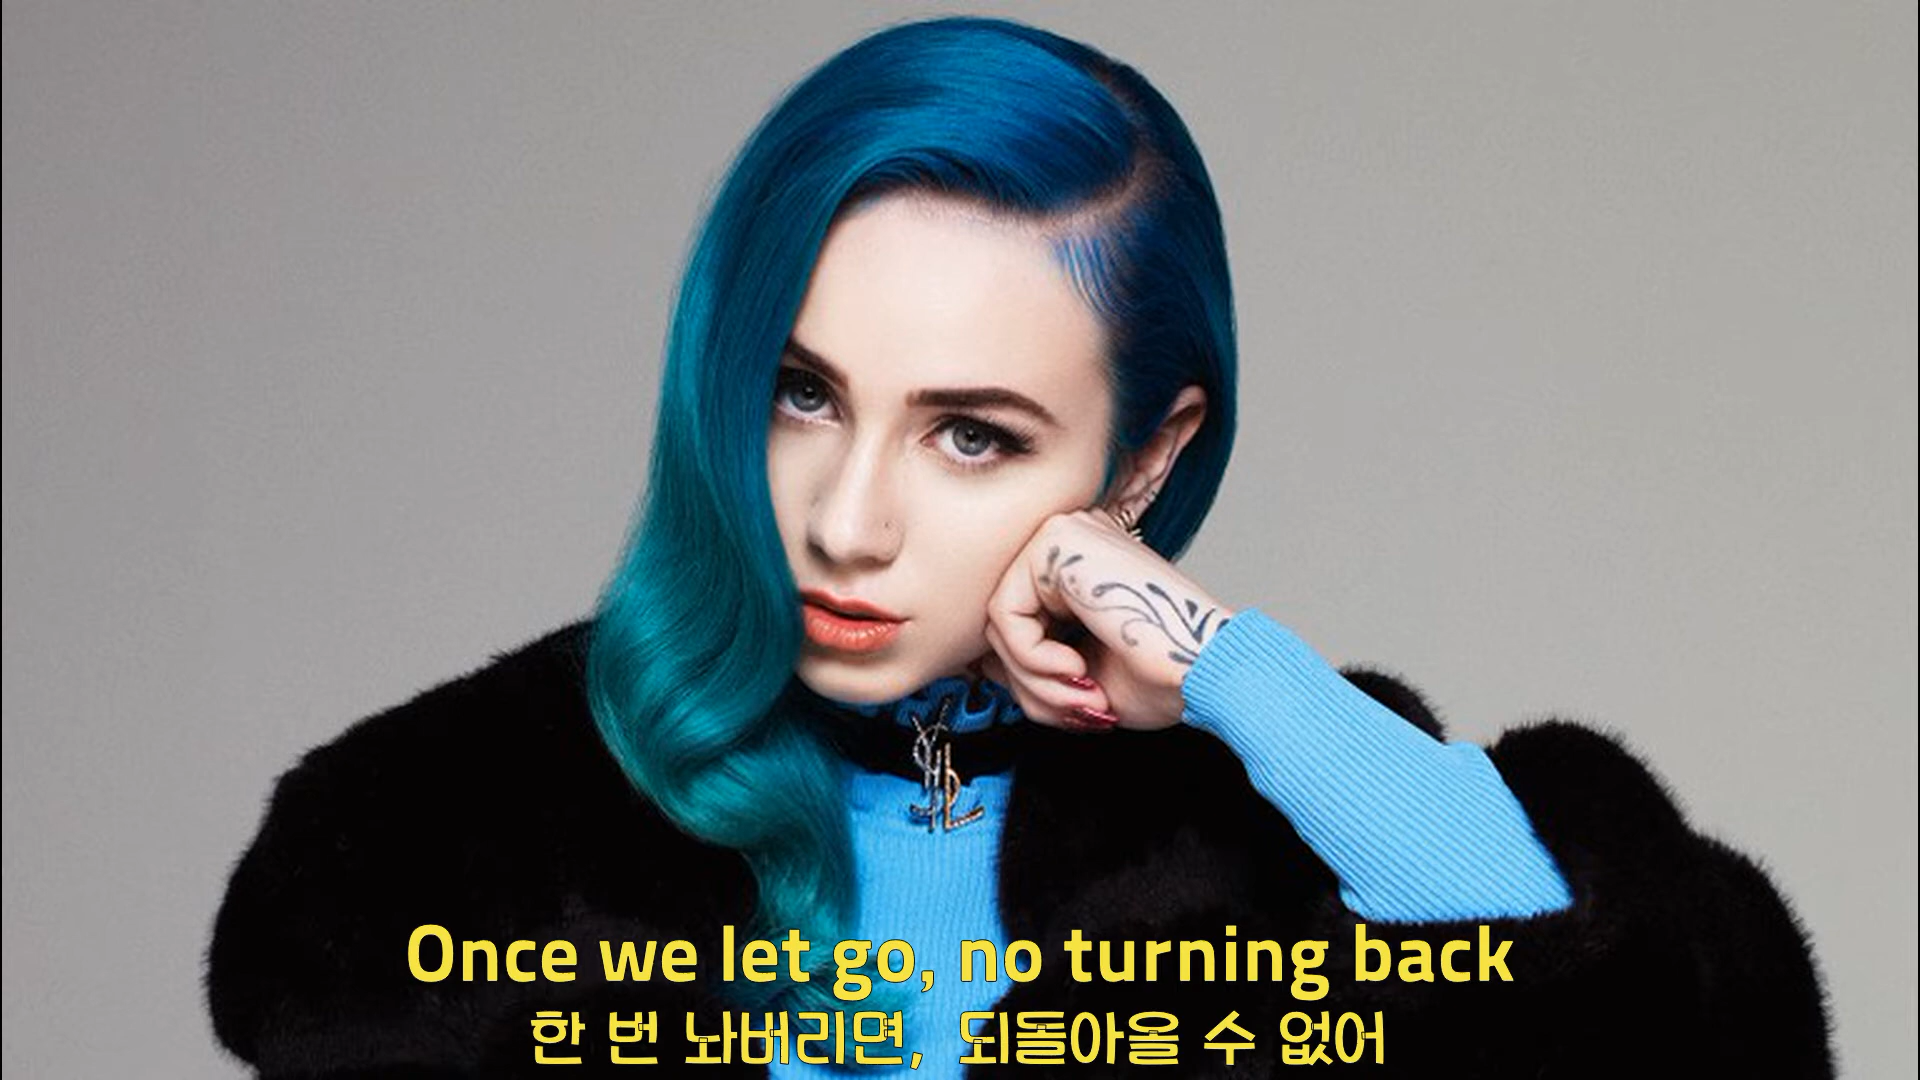 YSL
Once we let go, no turning back
한 번 놔버리면, 되돌아올 수 없어